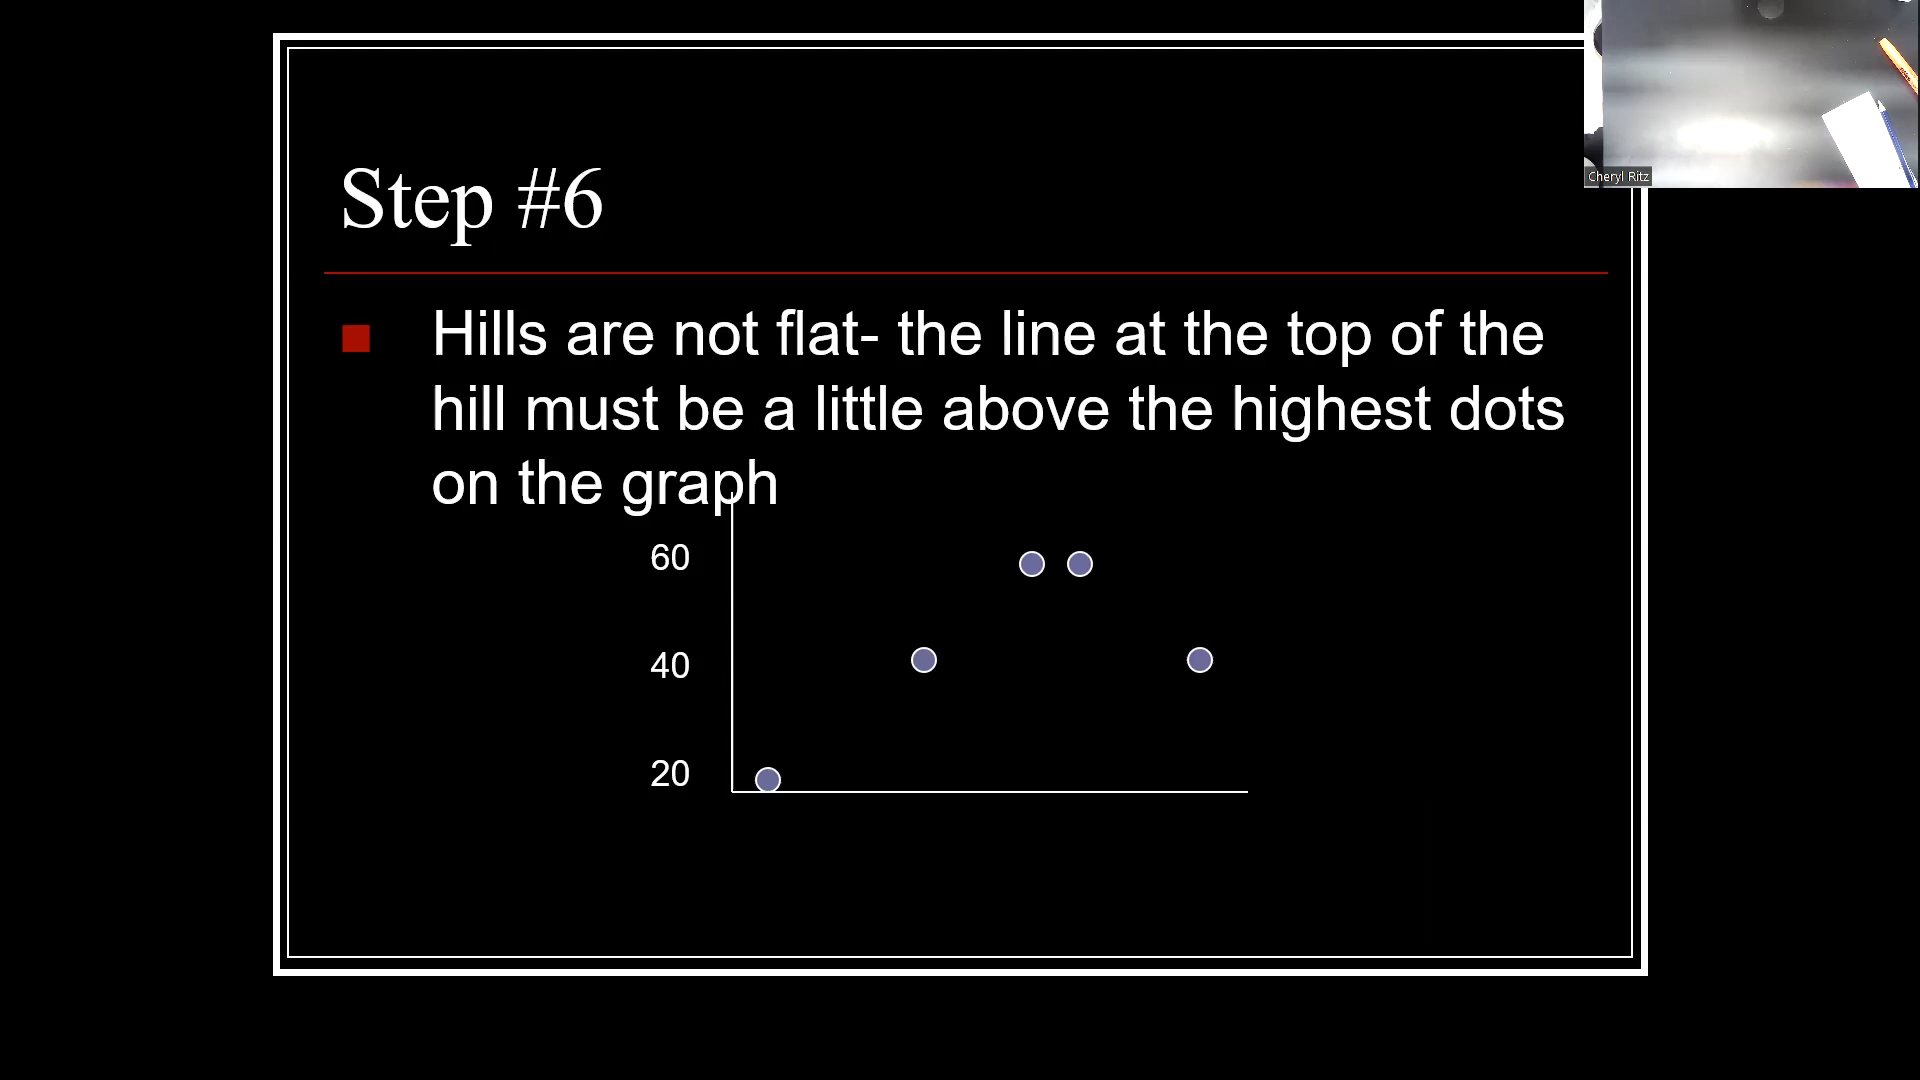 Cheryl Ritz
Step #6
Hills are not flat- the line at the top of the
hill must be a little above the highest dots
on the graph
60
40
20